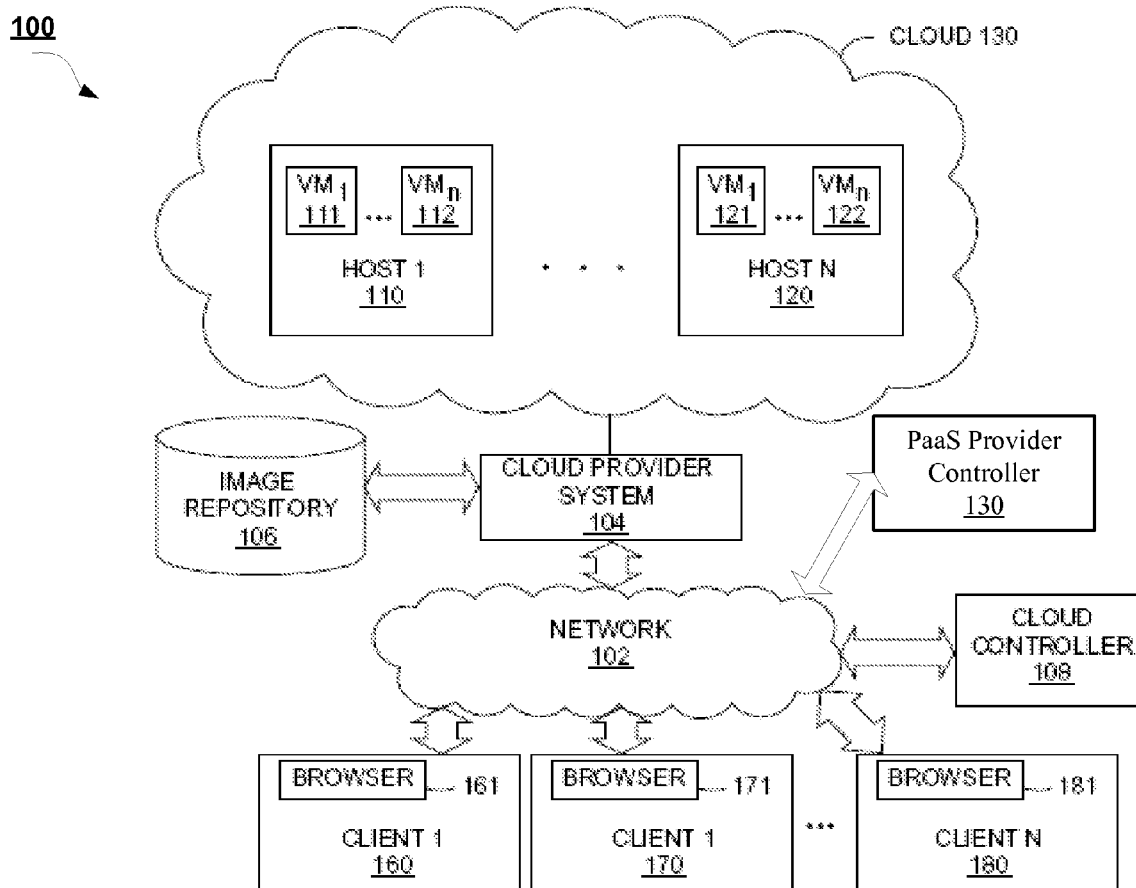 100
CLOUD 130
VM1
111
...
VMn
112
HOST 1
110
. . .
VM1
121
...
VMn
122
HOST N
120
IMAGE
REPOSITORY
106
CLOUD PROVIDER
SYSTEM
104
PaaS Provider
Controller
130
NETWORK
102
CLOUD
CONTROLLER
108
BROWSER
161
CLIENT 1
160
BROWSER
171
CLIENT 1
170
...
BROWSER
181
CLIENT N
180